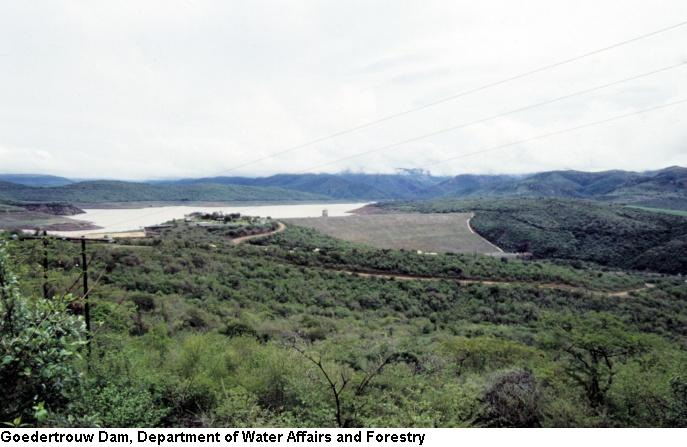 Goedertrouw Dam, Department of Water Affairs and Forestry